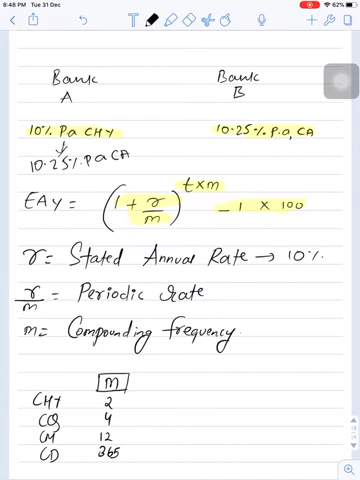 8:48 PM Tue 31 Dec
62%
Bank Bank
A B
10% Pa CHY 10.25% P.a, CA
10.25% Pa CA
EAY = (1 + r/m)^t×m - 1 × 100
r = Stated Annual Rate → 10%
r/m = Periodic rate
m = Compounding frequency.
m
CHY 2
CQ 4
CM 12
CD 365